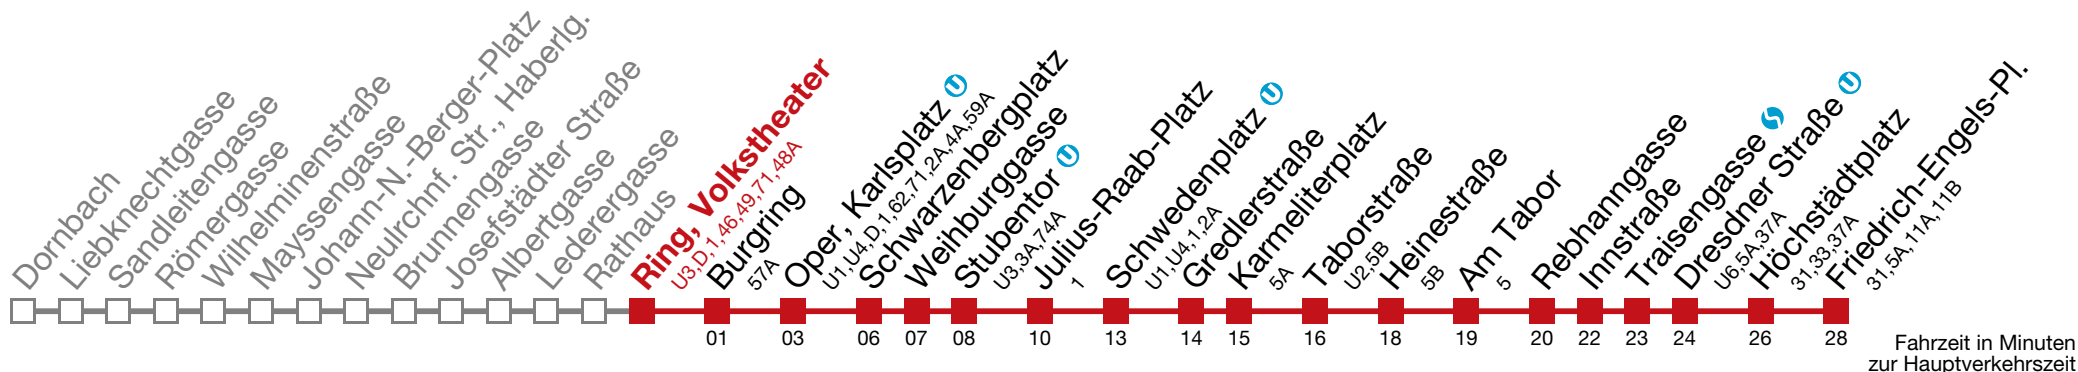 Dornbach
Liebknechtgasse
Sandleitengasse
Römergasse
Wilhelminenstraße
Mayssengasse
Johann-N.-Berger-Platz
Neulrchnf. Str., Haberlg.
Brunnengasse
Josefstädter Straße
Albertgasse
Lederergasse
Rathaus
Ring, Volkstheater
U3,D,1,46,49,71,48A
Burgring
57A
Oper, Karlsplatz U
U1,U4,D,1,62,71,2A,4A,59A
Schwarzenbergplatz
Weihburggasse
Stubentor U
U3,3A,74A
Julius-Raab-Platz
1
Schwedenplatz U
U1,U4,1,2A
Gredlerstraße
Karmeliterplatz
5A
Taborstraße
U2,5B
Heinestraße
5B
Am Tabor
5
Rebhanngasse
Innstraße
Traisengasse S
Dresdner Straße U
U6,5A,37A
Höchstädtplatz
31,33,37A
Friedrich-Engels-Pl.
31,5A,11A,11B
01 03 06 07 08 10 13 14 15 16 18 19 20 22 23 24 26 28
Fahrzeit in Minuten
zur Hauptverkehrszeit